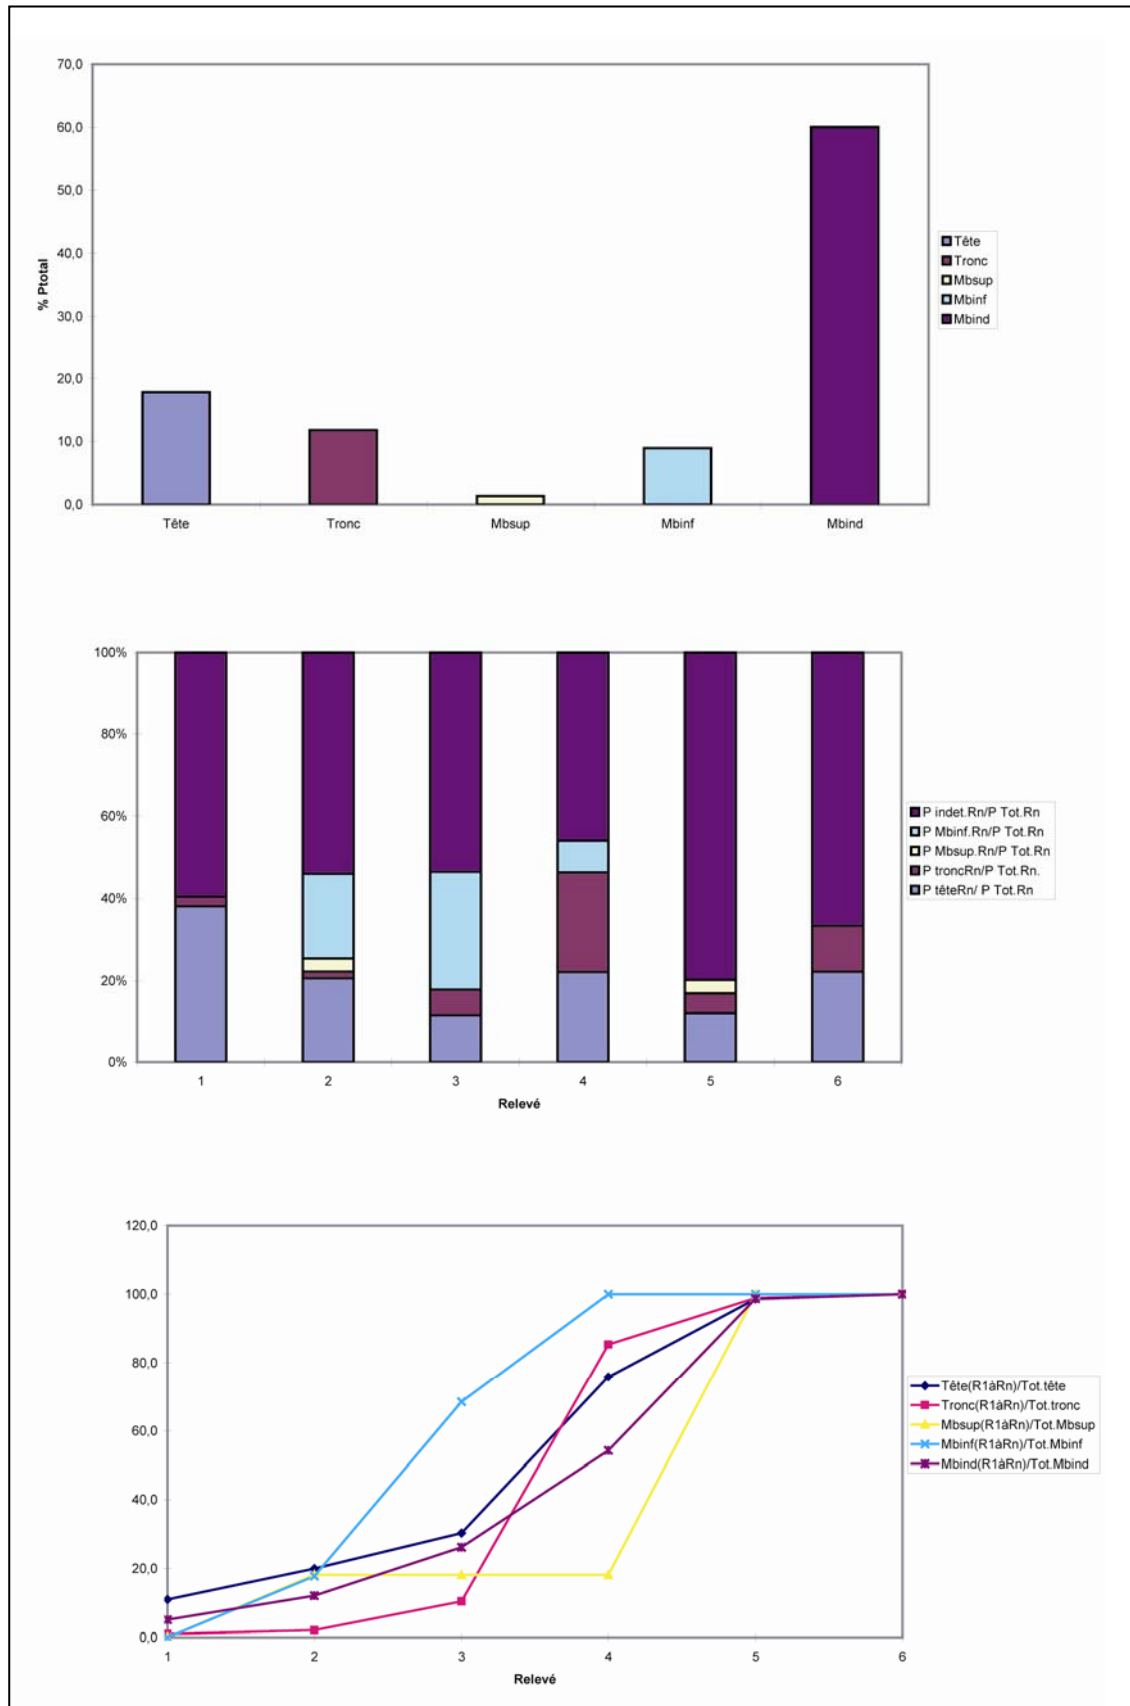 70,0
60,0
50,0
40,0
30,0
20,0
10,0
0,0
% Ptotal
Tête
Tronc
Mbsup
Mbinf
Mbind
Tête Tronc Mbsup Mbinf Mbind
100%
80%
60%
40%
20%
0%
P indet.Rn/P Tot.Rn
P Mbinf.Rn/P Tot.Rn
P Mbsup.Rn/P Tot.Rn
P troncRn/P Tot.Rn.
P têteRn/ P Tot.Rn
1 2 3 4 5 6
Relevé
120,0
100,0
80,0
60,0
40,0
20,0
0,0
Tête(R1àRn)/Tot.tête
Tronc(R1àRn)/Tot.tronc
Mbsup(R1àRn)/Tot.Mbsup
Mbinf(R1àRn)/Tot.Mbinf
Mbind(R1àRn)/Tot.Mbind
1 2 3 4 5 6
Relevé